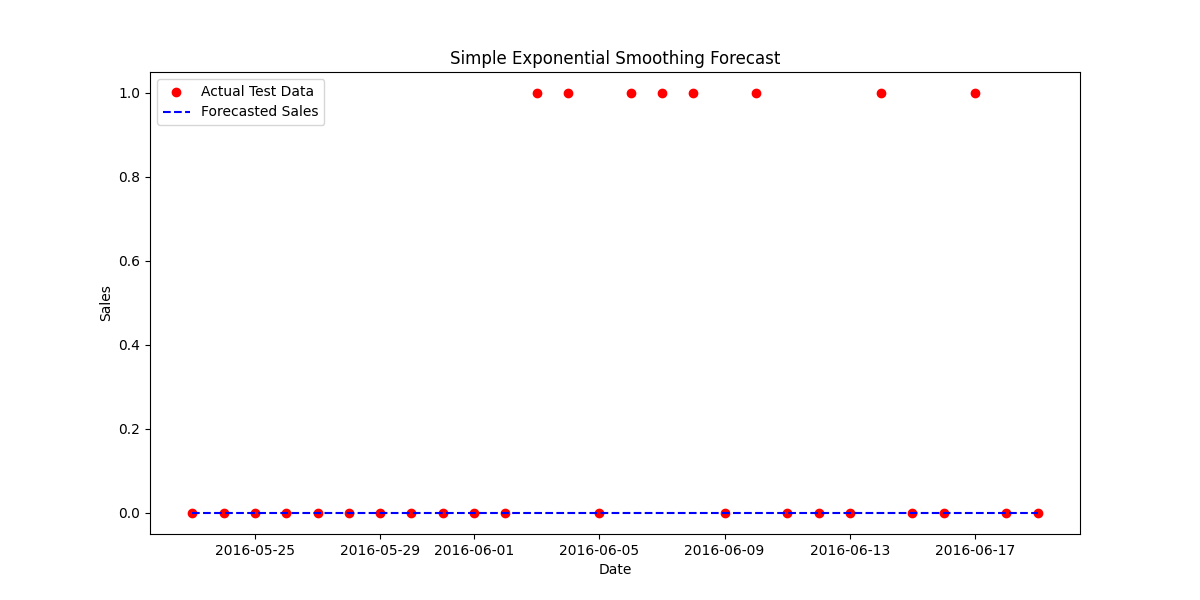 Simple Exponential Smoothing Forecast
Actual Test Data
Forecasted Sales
1.0
0.8
0.6
0.4
0.2
0.0
Sales
2016-05-25 2016-05-29 2016-06-01 2016-06-05 2016-06-09 2016-06-13 2016-06-17
Date